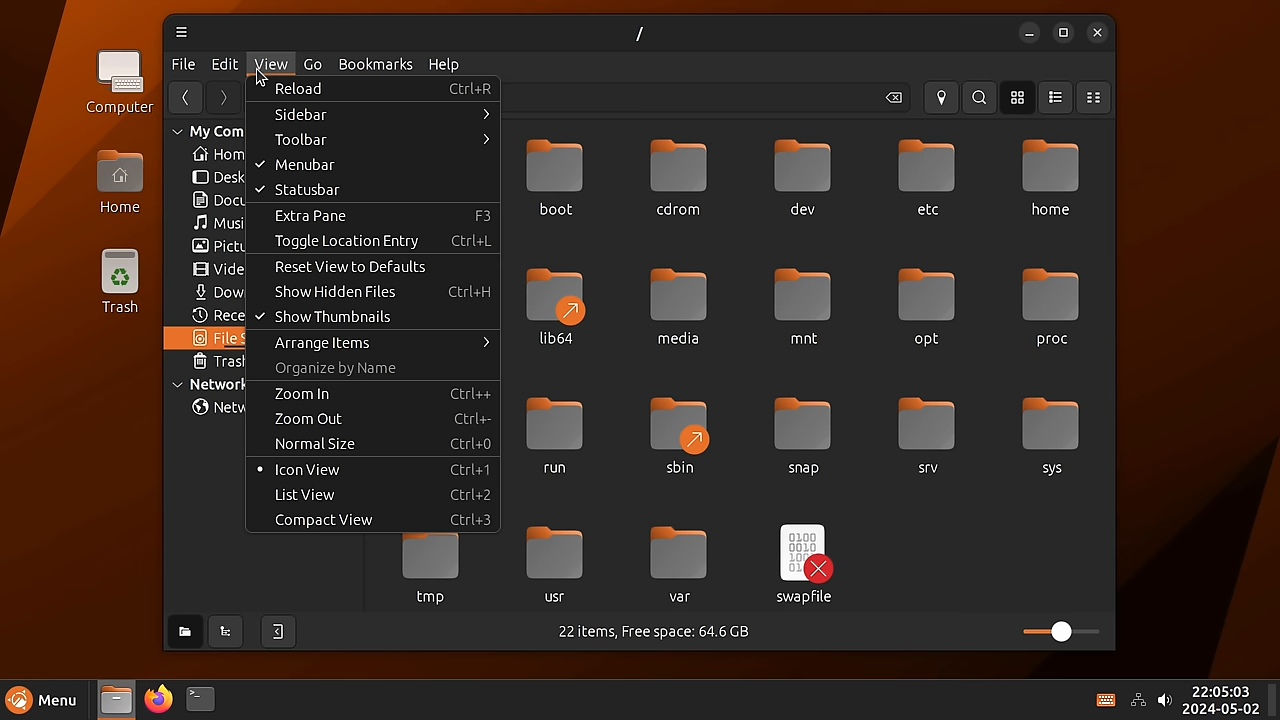 /
File Edit View Go Bookmarks Help
Computer
Home
Trash
Reload Ctrl+R
Sidebar
Toolbar
Menubar
Statusbar
Extra Pane F3
Toggle Location Entry Ctrl+L
Reset View to Defaults
Show Hidden Files Ctrl+H
Show Thumbnails
Arrange Items
Organize by Name
Zoom In Ctrl++
Zoom Out Ctrl+-
Normal Size Ctrl+0
Icon View Ctrl+1
List View Ctrl+2
Compact View Ctrl+3
My Com
Hom
Desk
Docu
Musi
Pictu
Vide
Dow
Rece
File S
Tras
Network
Netw
boot cdrom dev etc home
lib64 media mnt opt proc
run sbin snap srv sys
0100
0010
tmp usr var swapfile
22 items, Free space: 64.6 GB
Menu
22:05:03
2024-05-02